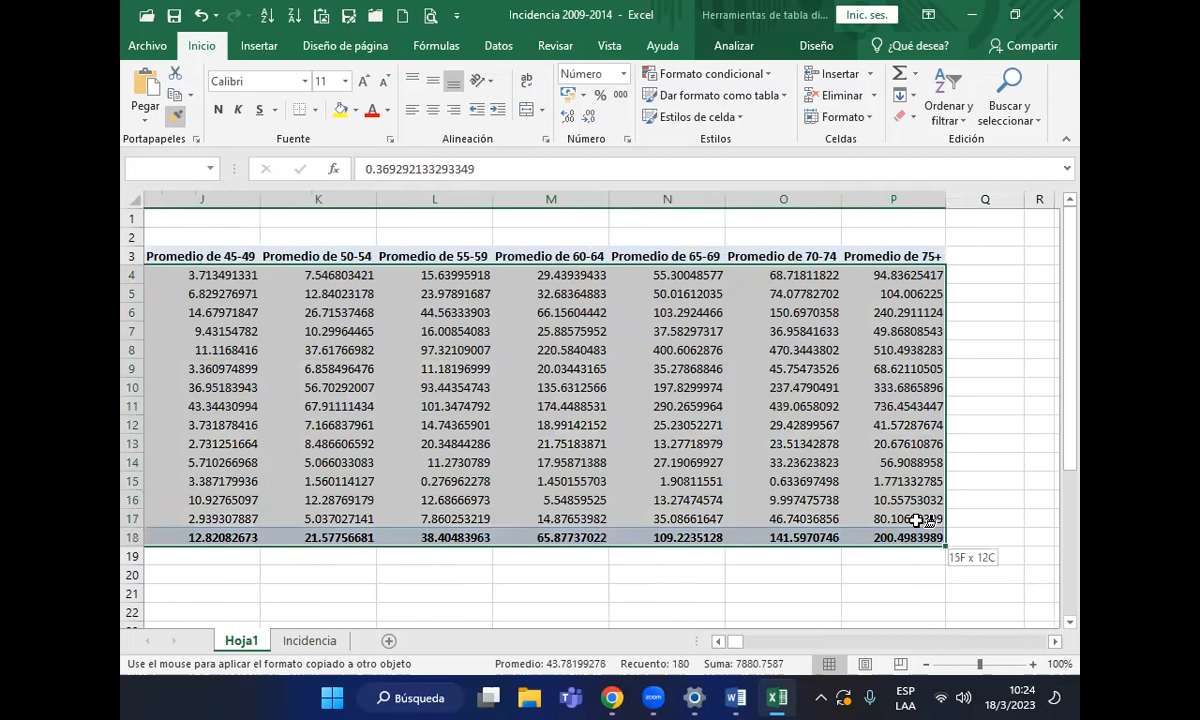 Incidencia 2009-2014 - Excel
Herramientas de tabla di...
Inic. ses.
Archivo Inicio Insertar Diseño de página Fórmulas Datos Revisar Vista Ayuda Analizar Diseño ¿Qué desea? Compartir
Pegar
Calibri 11
N K S
ab
Número
% 000
Formato condicional
Dar formato como tabla
Estilos de celda
Insertar
Eliminar
Formato
Ordenar y filtrar
Buscar y seleccionar
Portapapeles Fuente Alineación Número Estilos Celdas Edición
fx 0.369292133293349
J K L M N O P Q R
1
2
3 Promedio de 45-49 Promedio de 50-54 Promedio de 55-59 Promedio de 60-64 Promedio de 65-69 Promedio de 70-74 Promedio de 75+
4 3.713491331 7.546803421 15.63995918 29.43939433 55.30048577 68.71811822 94.83625417
5 6.829276971 12.84023178 23.97891687 32.68364883 50.01612035 74.07782702 104.006225
6 14.67971847 26.71537468 44.56333903 66.15604442 103.2924466 150.6970358 240.2911124
7 9.43154782 10.29964465 16.00854083 25.88575952 37.58297317 36.95841633 49.86808543
8 11.1168416 37.61766982 97.32109007 220.5840483 400.6062876 470.3443802 510.4938283
9 3.360974899 6.858496476 11.18196999 20.03443165 35.27868846 45.75473526 68.62110505
10 36.95183943 56.70292007 93.44354743 135.6312566 197.8299974 237.4790491 333.6865896
11 43.34430994 67.91111434 101.3474792 174.4488531 290.2659964 439.0658092 736.4543447
12 3.731878416 7.166837961 14.74365901 18.99142152 25.23052271 29.42899567 41.57287674
13 2.731251664 8.486606592 20.34844286 21.75183871 13.27718979 23.51342878 20.67610876
14 5.710266968 5.066033083 11.2730789 17.95871388 27.19069927 33.23623823 56.9088958
15 3.387179936 1.560114127 0.276962278 1.450155703 1.90811551 0.633697498 1.771332785
16 10.92765097 12.28769179 12.68666973 5.54859525 13.27474574 9.997475738 10.55753032
17 2.939307887 5.037027141 7.860253219 14.87653982 35.08661647 46.74036856
18 12.82082673 21.57756681 38.40483963 65.87737022 109.2235128 141.5970746 200.4983989
19
15F x 12C
20
21
22
Hoja1 Incidencia
Use el mouse para aplicar el formato copiado a otro objeto Promedio: 43.78199278 Recuento: 180 Suma: 7880.7587 100%
Búsqueda
zoom
ESP
LAA
10:24
18/3/2023